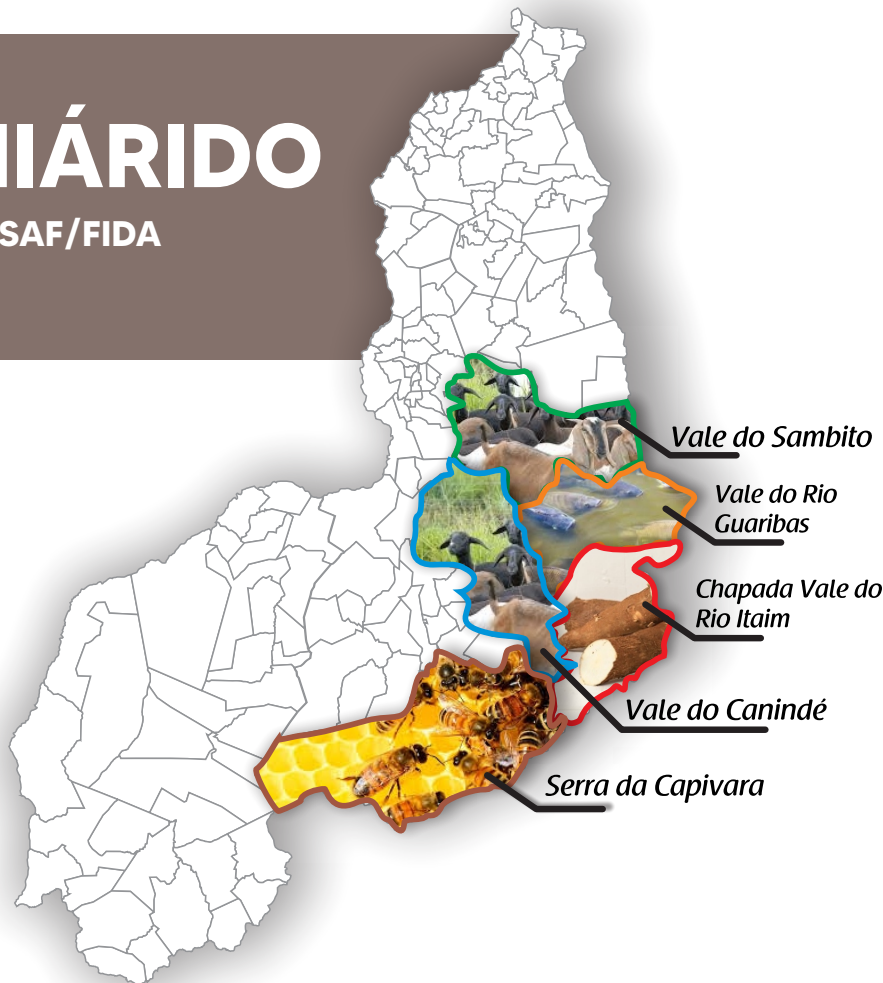 IÁRIDO
SAF/FIDA
Vale do Sambito
Vale do Rio
Guaribas
Chapada Vale do
Rio Itaim
Vale do Canindé
Serra da Capivara